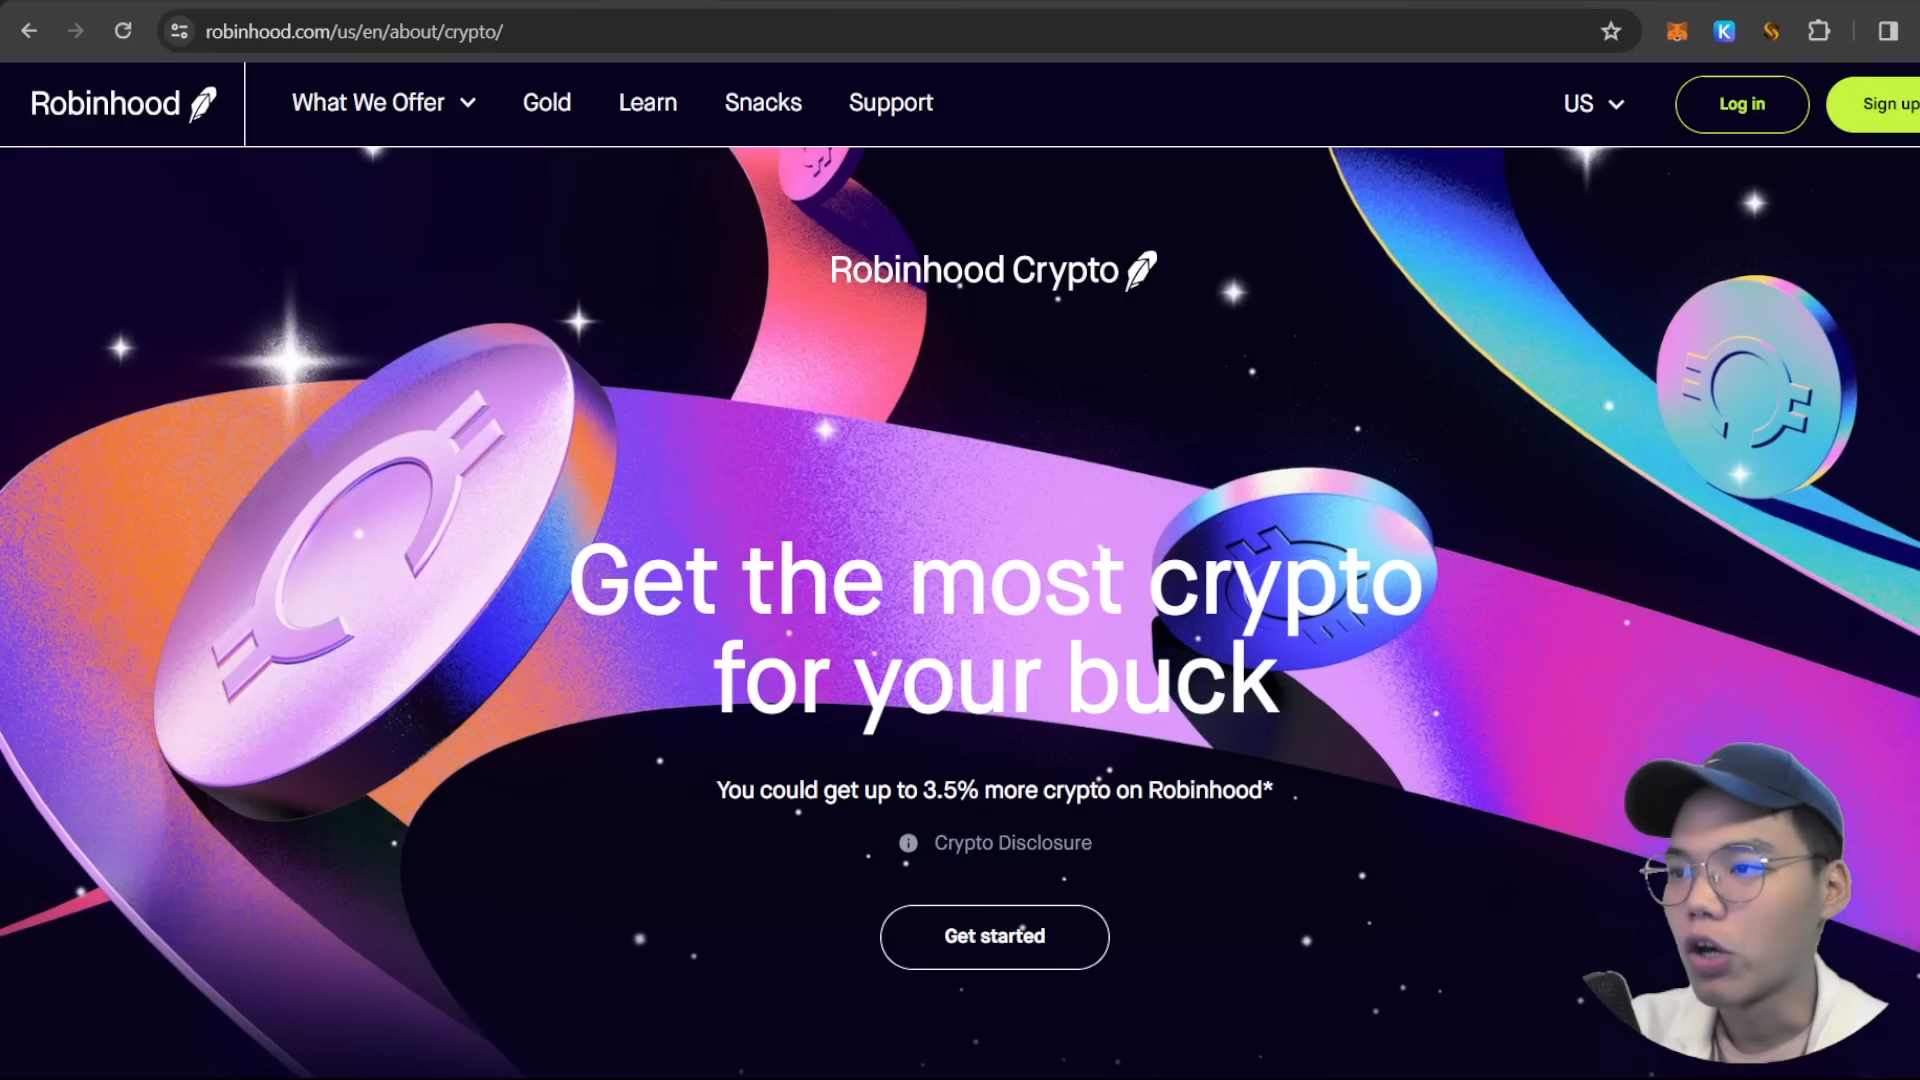 robinhood.com/us/en/about/crypto/
Robinhood
What We Offer
Gold
Learn
Snacks
Support
US
Log in
Sign up
Robinhood Crypto
Get the most crypto
for your buck
You could get up to 3.5% more crypto on Robinhood*
Crypto Disclosure
Get started